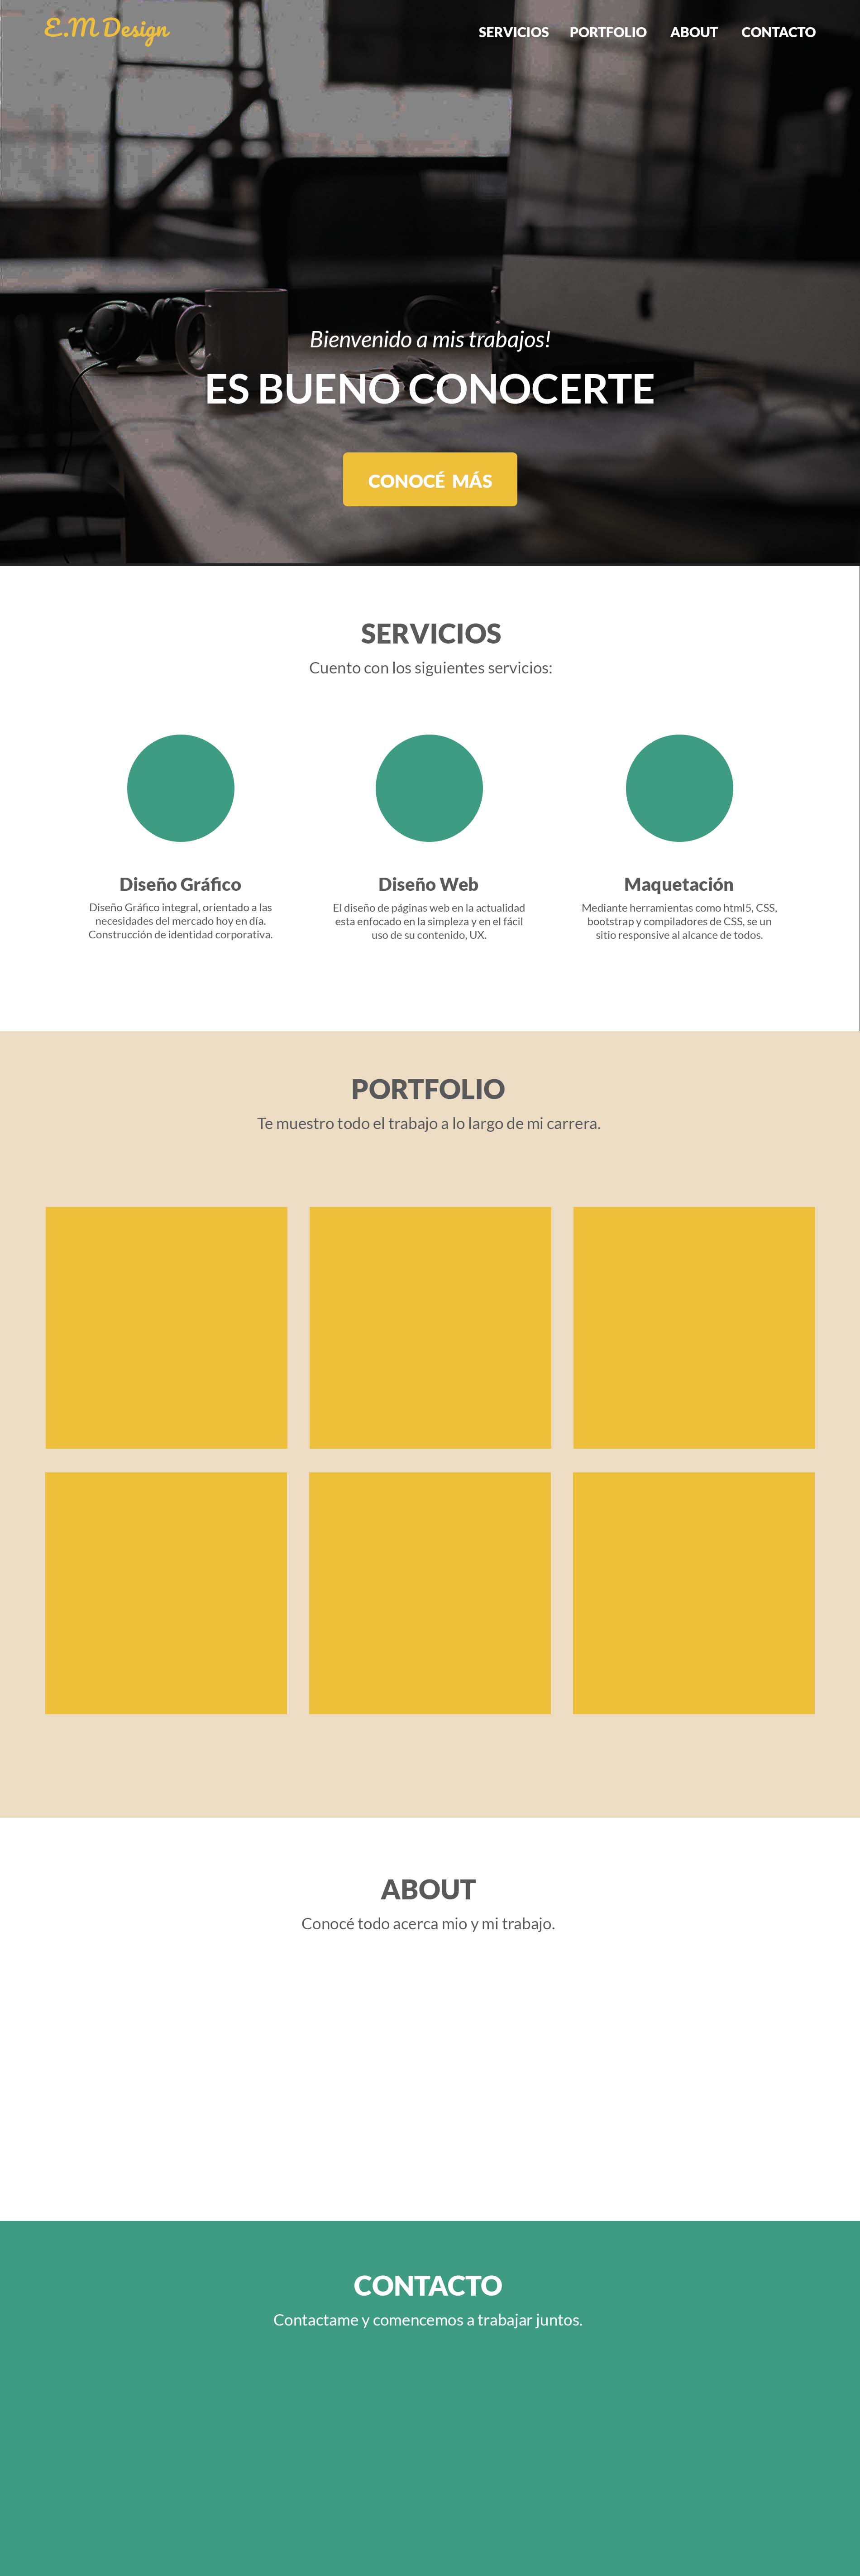 E.M Design
SERVICIOS PORTFOLIO ABOUT CONTACTO
Bienvenido a mis trabajos!
ES BUENO CONOCERTE
CONOCÉ MÁS
SERVICIOS
Cuento con los siguientes servicios:
Diseño Gráfico
Diseño Gráfico integral, orientado a las
necesidades del mercado hoy en día.
Construcción de identidad corporativa.
Diseño Web
El diseño de páginas web en la actualidad
esta enfocado en la simpleza y en el fácil
uso de su contenido, UX.
Maquetación
Mediante herramientas como html5, CSS,
bootstrap y compiladores de CSS, se un
sitio responsive al alcance de todos.
PORTFOLIO
Te muestro todo el trabajo a lo largo de mi carrera.
ABOUT
Conocé todo acerca mio y mi trabajo.
CONTACTO
Contactame y comencemos a trabajar juntos.